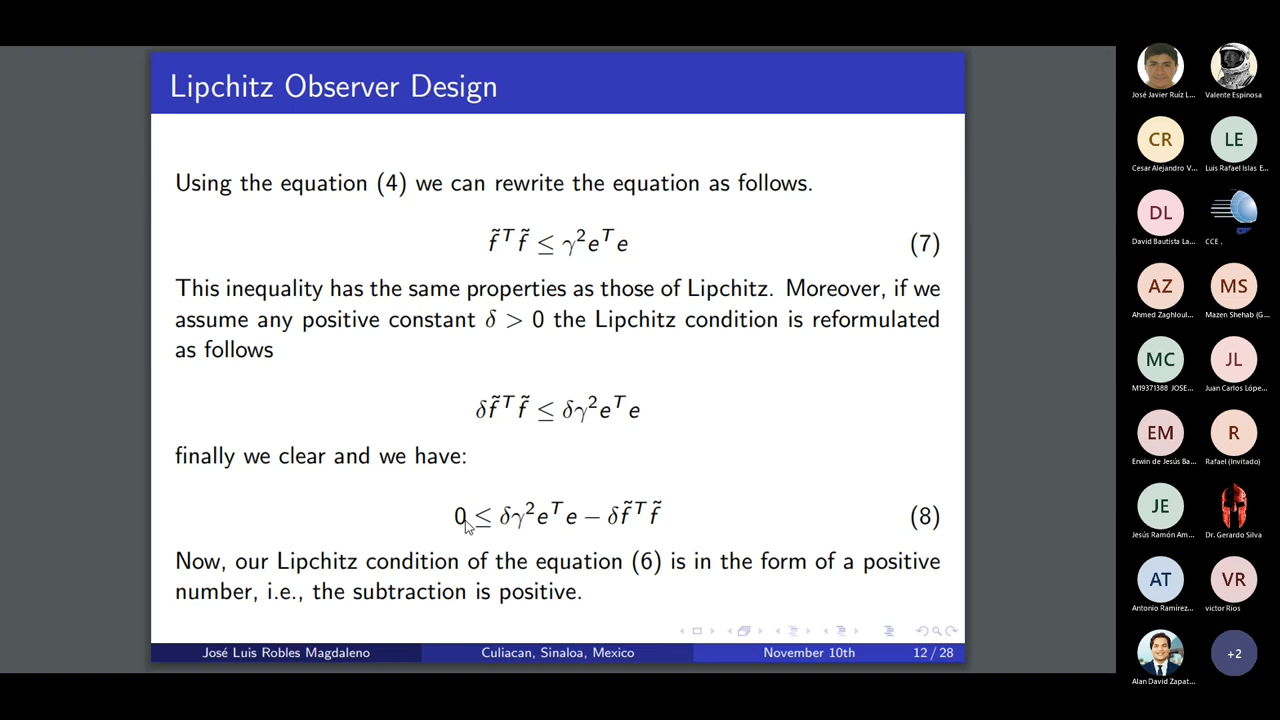 Lipchitz Observer Design
Using the equation (4) we can rewrite the equation as follows.
f̃ᵀf̃ ≤ γ²eᵀe (7)
This inequality has the same properties as those of Lipchitz. Moreover, if we
assume any positive constant δ > 0 the Lipchitz condition is reformulated
as follows
δf̃ᵀf̃ ≤ δγ²eᵀe
finally we clear and we have:
0 ≤ δγ²eᵀe − δf̃ᵀf̃ (8)
Now, our Lipchitz condition of the equation (6) is in the form of a positive
number, i.e., the subtraction is positive.
José Luis Robles Magdaleno
Culiacan, Sinaloa, Mexico
November 10th
12 / 28
José Javier Ruíz L...
Valente Espinosa
CR
Cesar Alejandro V...
LE
Luis Rafael Islas E...
DL
David Bautista La...
CCE .
AZ
Ahmed Zaghloul...
MS
Mazen Shehab (G...
MC
M19371388 JOSE...
JL
Juan Carlos Lópe...
EM
Erwin de Jesús Ba...
R
Rafael (Invitado)
JE
Jesús Ramón Am...
Dr. Gerardo Silva
AT
Antonio Ramírez...
VR
victor Ríos
Alan David Zapat...
+2